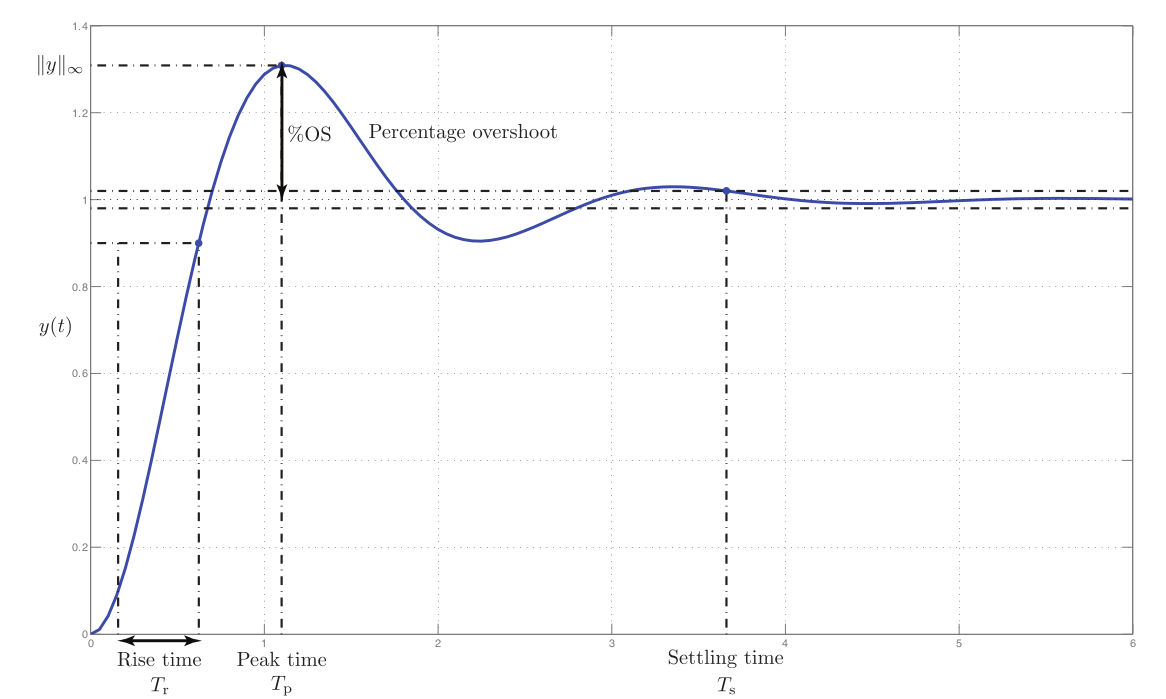 1.4
‖y‖∞
1.2
%OS
Percentage overshoot
1
0.8
y(t)
0.6
0.4
0.2
0
0 1 2 3 4 5 6
Rise time Peak time Settling time
Tr Tp Ts